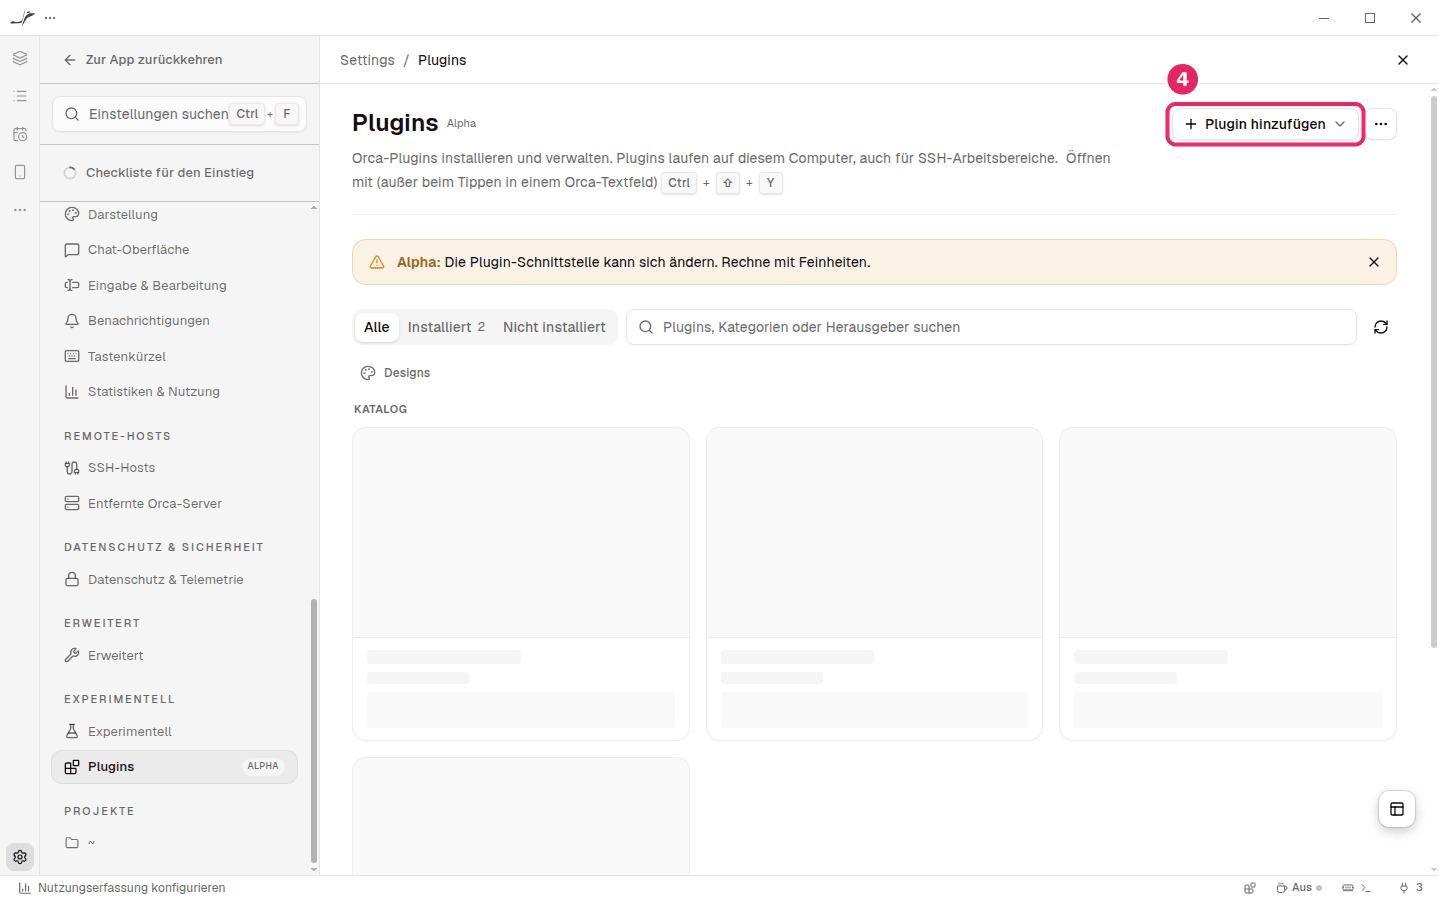 Zur App zurückkehren
Settings / Plugins
4
Einstellungen suchen Ctrl + F
Plugins Alpha
Plugin hinzufügen
Orca-Plugins installieren und verwalten. Plugins laufen auf diesem Computer, auch für SSH-Arbeitsbereiche. Öffnen
mit (außer beim Tippen in einem Orca-Textfeld) Ctrl + ⇧ + Y
Checkliste für den Einstieg
Darstellung
Chat-Oberfläche
Eingabe & Bearbeitung
Benachrichtigungen
Tastenkürzel
Statistiken & Nutzung
REMOTE-HOSTS
SSH-Hosts
Entfernte Orca-Server
DATENSCHUTZ & SICHERHEIT
Datenschutz & Telemetrie
ERWEITERT
Erweitert
EXPERIMENTELL
Experimentell
Plugins ALPHA
PROJEKTE
~
Alpha: Die Plugin-Schnittstelle kann sich ändern. Rechne mit Feinheiten.
Alle Installiert 2 Nicht installiert
Plugins, Kategorien oder Herausgeber suchen
Designs
KATALOG
Nutzungserfassung konfigurieren
Aus
3